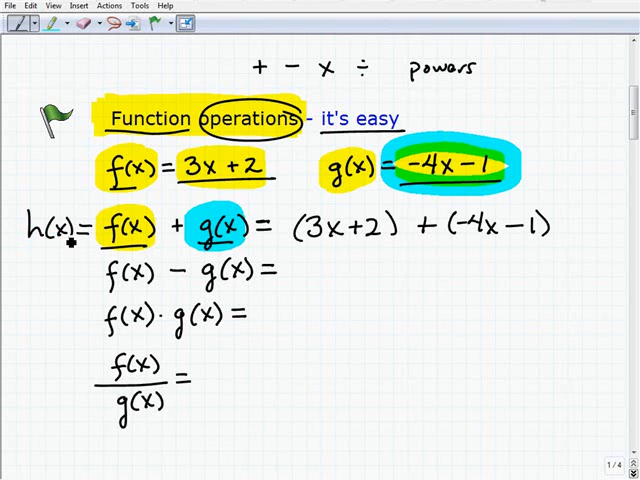 File Edit View Insert Actions Tools Help
+ − x ÷ powers
Function operations - it's easy
f(x) = 3x + 2 g(x) = -4x - 1
h(x) = f(x) + g(x) = (3x + 2) + (-4x - 1)
f(x) - g(x) =
f(x) · g(x) =
f(x)
g(x) =
1 / 4